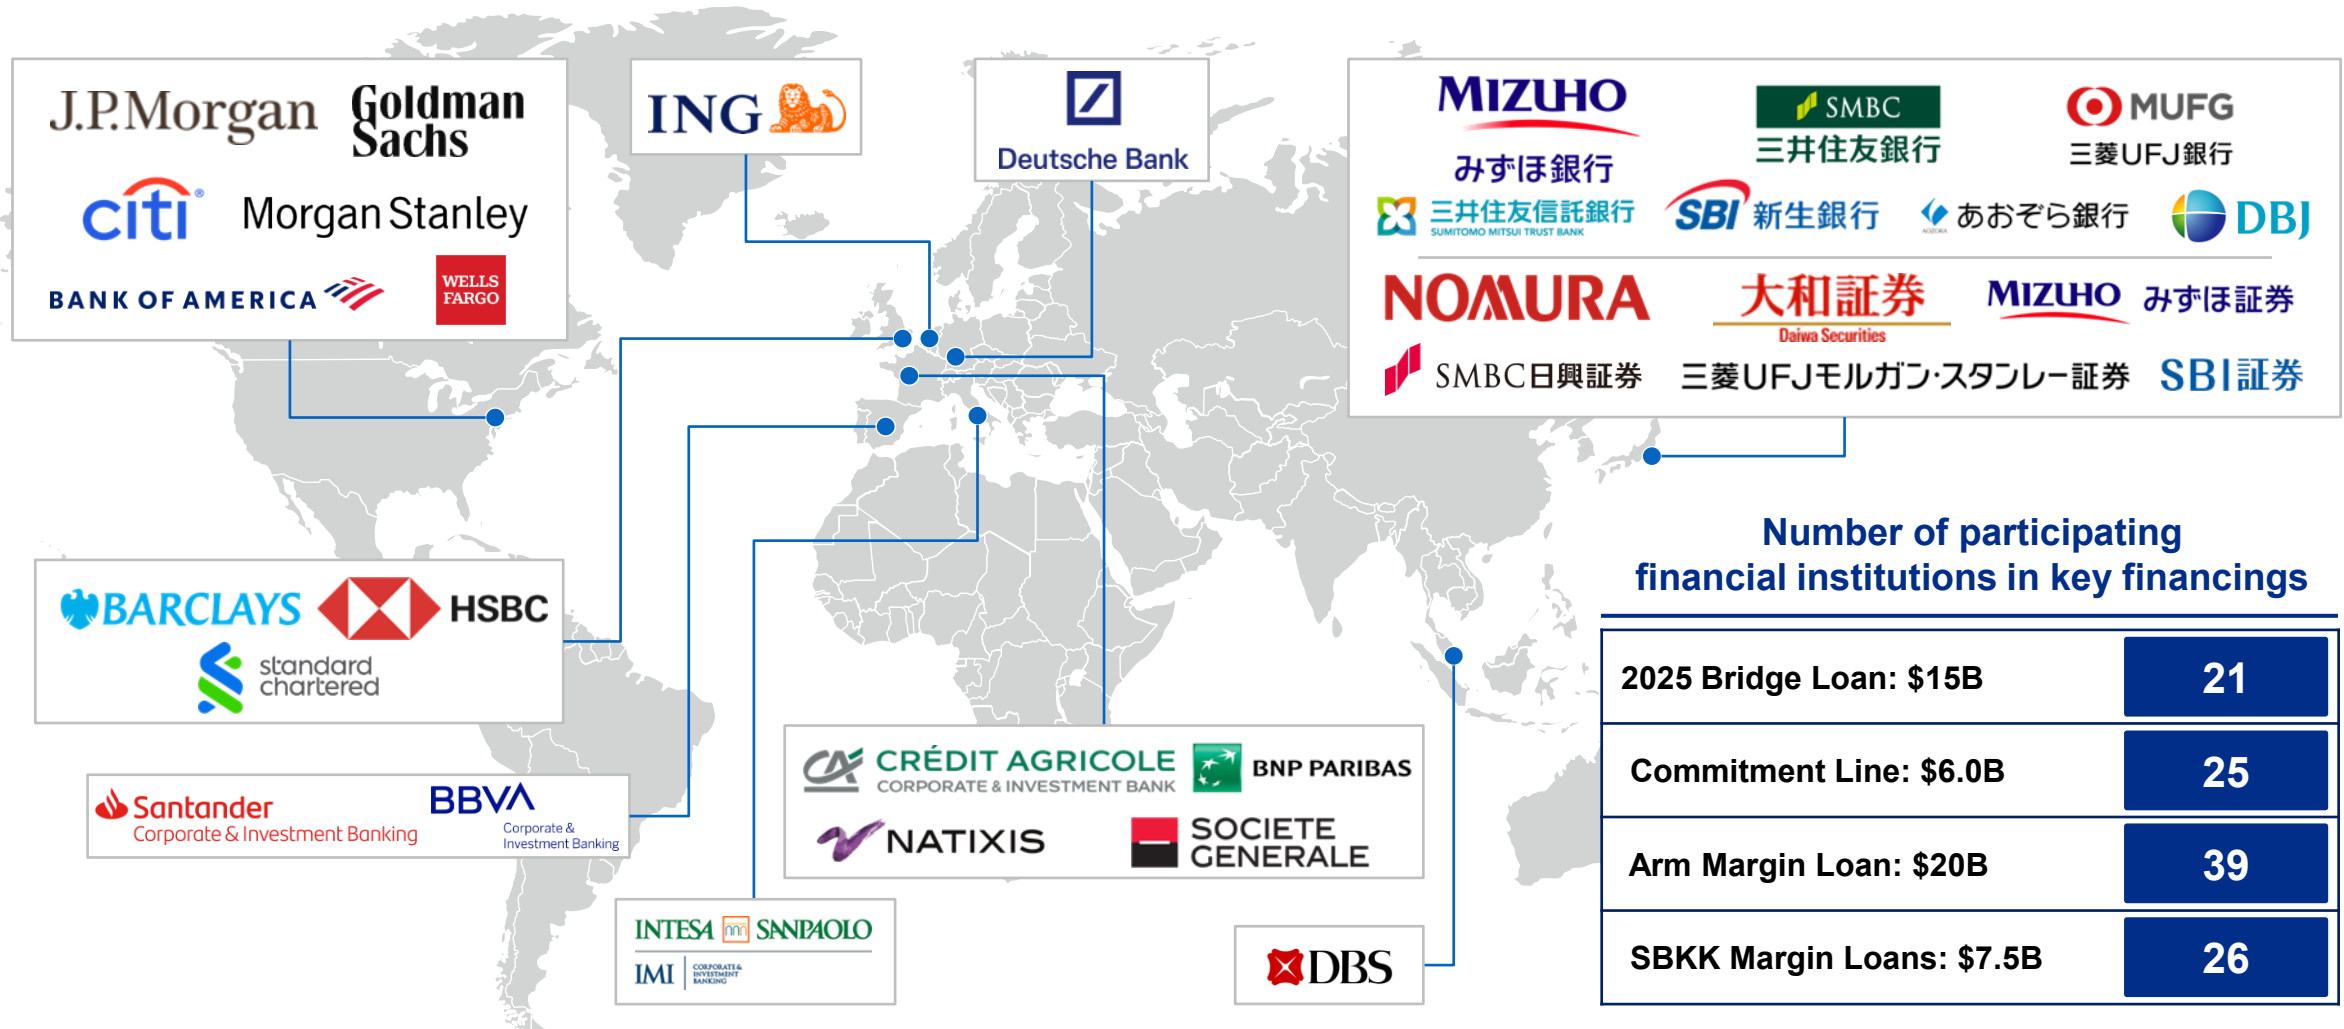 J.P.Morgan
Goldman
Sachs
citi®
Morgan Stanley
BANK OF AMERICA
WELLS
FARGO
ING
Deutsche Bank
MIZUHO
みずほ銀行
SMBC
三井住友銀行
MUFG
三菱UFJ銀行
三井住友信託銀行
SUMITOMO MITSUI TRUST BANK
SBI 新生銀行
AOZORA
あおぞら銀行
DBJ
NOMURA
大和証券
Daiwa Securities
MIZUHO みずほ証券
SMBC日興証券
三菱UFJモルガン・スタンレー証券
SBI証券
BARCLAYS
HSBC
standard
chartered
Santander
Corporate & Investment Banking
BBVA
Corporate &
Investment Banking
CRÉDIT AGRICOLE
CORPORATE & INVESTMENT BANK
BNP PARIBAS
NATIXIS
SOCIETE
GENERALE
INTESA SANPAOLO
IMI
CORPORATE &
INVESTMENT
BANKING
DBS
Number of participating
financial institutions in key financings
2025 Bridge Loan: $15B 21
Commitment Line: $6.0B 25
Arm Margin Loan: $20B 39
SBKK Margin Loans: $7.5B 26